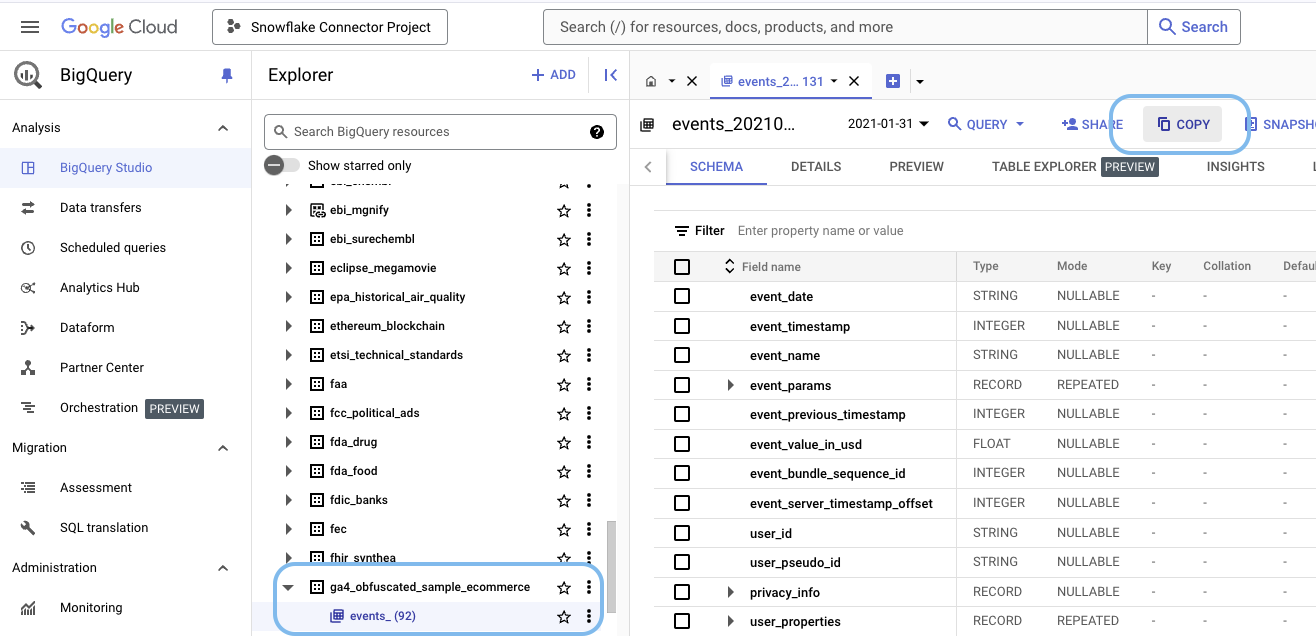 Google Cloud
Snowflake Connector Project
Search (/) for resources, docs, products, and more
Search
BigQuery
Analysis
BigQuery Studio
Data transfers
Scheduled queries
Analytics Hub
Dataform
Partner Center
Orchestration PREVIEW
Migration
Assessment
SQL translation
Administration
Monitoring
Explorer
+ ADD
Search BigQuery resources
Show starred only
ebi_mgnify
ebi_surechembl
eclipse_megamovie
epa_historical_air_quality
ethereum_blockchain
etsi_technical_standards
faa
fcc_political_ads
fda_drug
fda_food
fdic_banks
fec
fhir_synthea
ga4_obfuscated_sample_ecommerce
events_ (92)
events_2... 131
events_20210...
2021-01-31
QUERY
SHARE
COPY
SNAPSHO
SCHEMA
DETAILS
PREVIEW
TABLE EXPLORER PREVIEW
INSIGHTS
Filter Enter property name or value
Field name Type Mode Key Collation Defau
event_date STRING NULLABLE - - -
event_timestamp INTEGER NULLABLE - - -
event_name STRING NULLABLE - - -
event_params RECORD REPEATED - - -
event_previous_timestamp INTEGER NULLABLE - - -
event_value_in_usd FLOAT NULLABLE - - -
event_bundle_sequence_id INTEGER NULLABLE - - -
event_server_timestamp_offset INTEGER NULLABLE - - -
user_id STRING NULLABLE - - -
user_pseudo_id STRING NULLABLE - - -
privacy_info RECORD NULLABLE - - -
user_properties RECORD REPEATED - - -